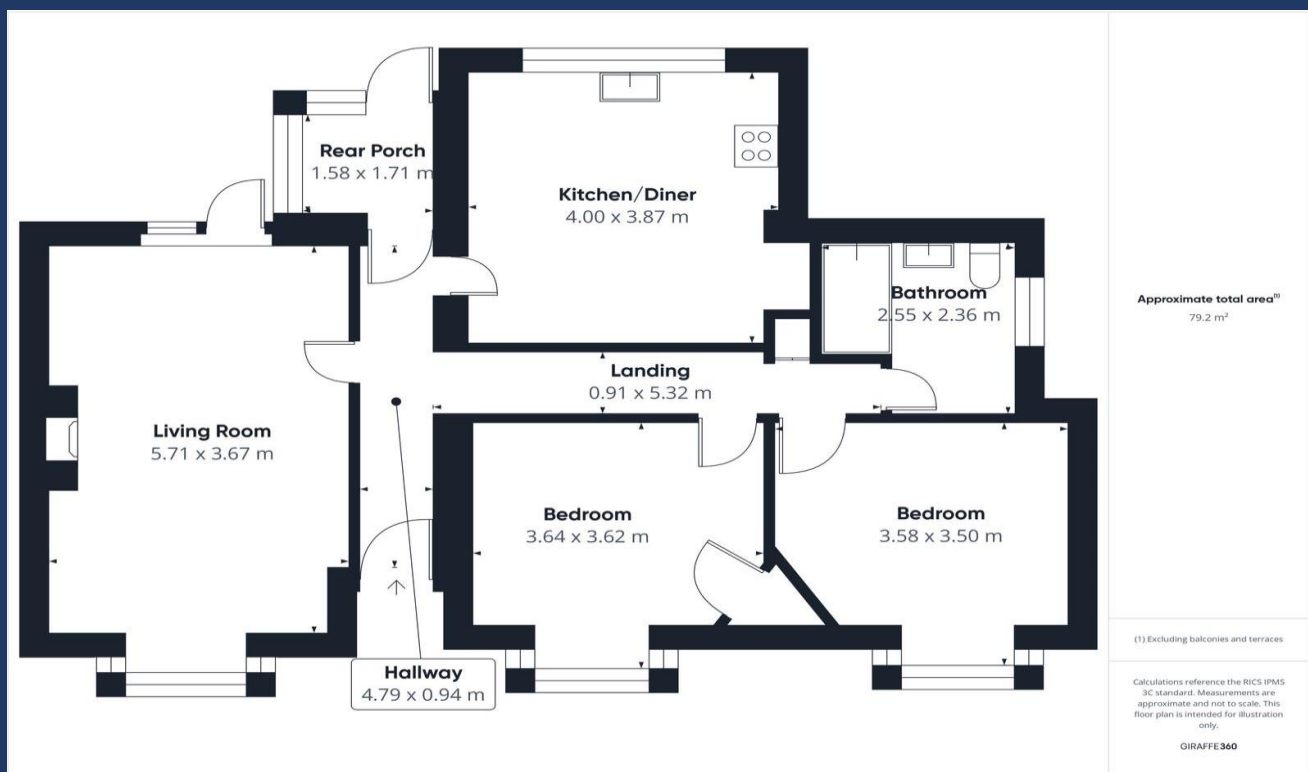 Rear Porch
1.58 x 1.71 m
Kitchen/Diner
4.00 x 3.87 m
Bathroom
2.55 x 2.36 m
Landing
0.91 x 5.32 m
Living Room
5.71 x 3.67 m
Bedroom
3.64 x 3.62 m
Bedroom
3.58 x 3.50 m
Hallway
4.79 x 0.94 m
Approximate total area⁽¹⁾
79.2 m²
(1) Excluding balconies and terraces
Calculations reference the RICS IPMS
3C standard. Measurements are
approximate and not to scale. This
floor plan is intended for illustration
only.
GIRAFFE360